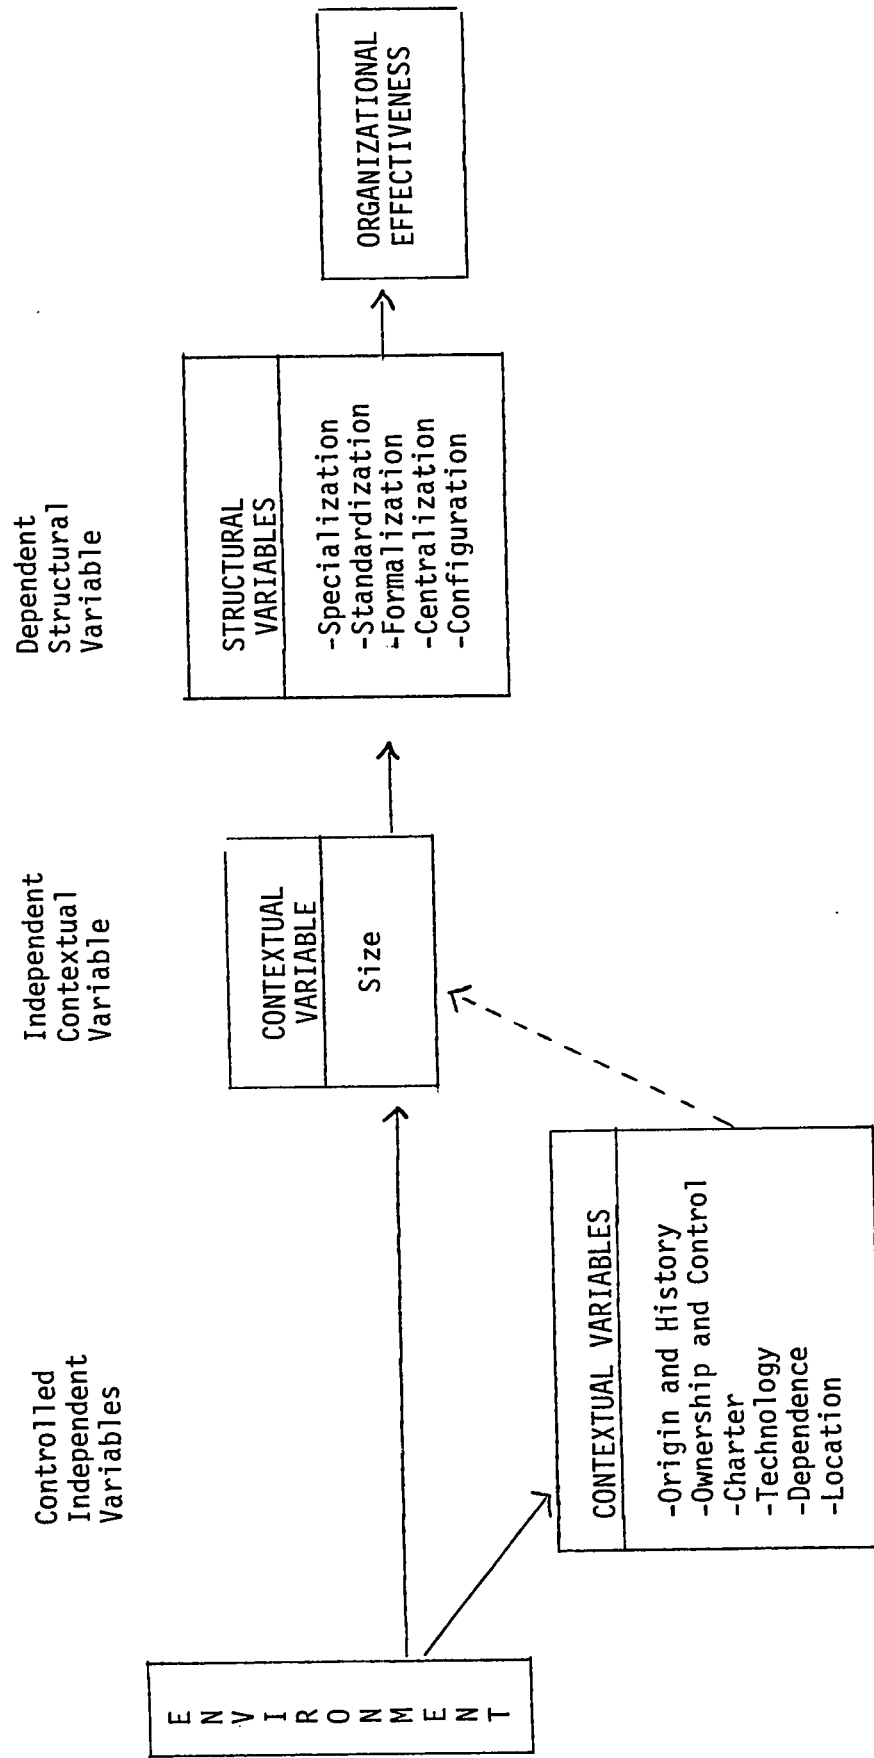 Controlled
Independent
Variables
Independent
Contextual
Variable
Dependent
Structural
Variable
E
N
V
I
R
O
N
M
E
N
T
CONTEXTUAL VARIABLES
-Origin and History
-Ownership and Control
-Charter
-Technology
-Dependence
-Location
CONTEXTUAL
VARIABLE
Size
STRUCTURAL
VARIABLES
-Specialization
-Standardization
-Formalization
-Centralization
-Configuration
ORGANIZATIONAL
EFFECTIVENESS